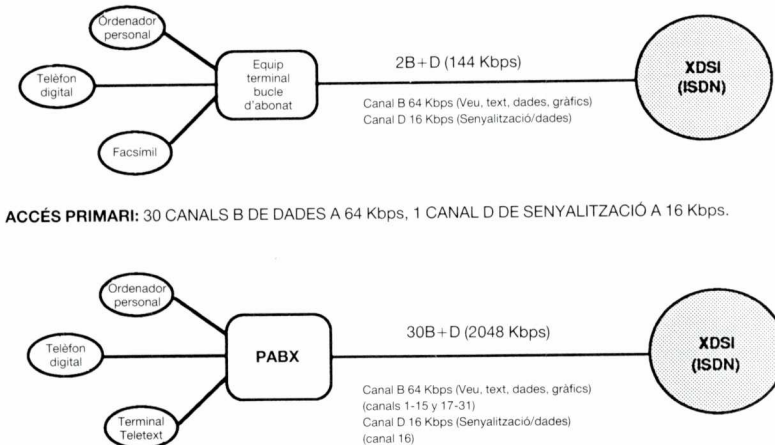 Ordenador
personal
Telèfon
digital
Facsímil
Equip
terminal
bucle
d'abonat
2B+D (144 Kbps)
Canal B 64 Kbps (Veu, text, dades, gràfics)
Canal D 16 Kbps (Senyalització/dades)
XDSI
(ISDN)
ACCÉS PRIMARI: 30 CANALS B DE DADES A 64 Kbps, 1 CANAL D DE SENYALITZACIÓ A 16 Kbps.
Ordenador
personal
Telèfon
digital
Terminal
Teletext
PABX
30B+D (2048 Kbps)
Canal B 64 Kbps (Veu, text, dades, gràfics)
(canals 1-15 y 17-31)
Canal D 16 Kbps (Senyalització/dades)
(canal 16)
XDSI
(ISDN)